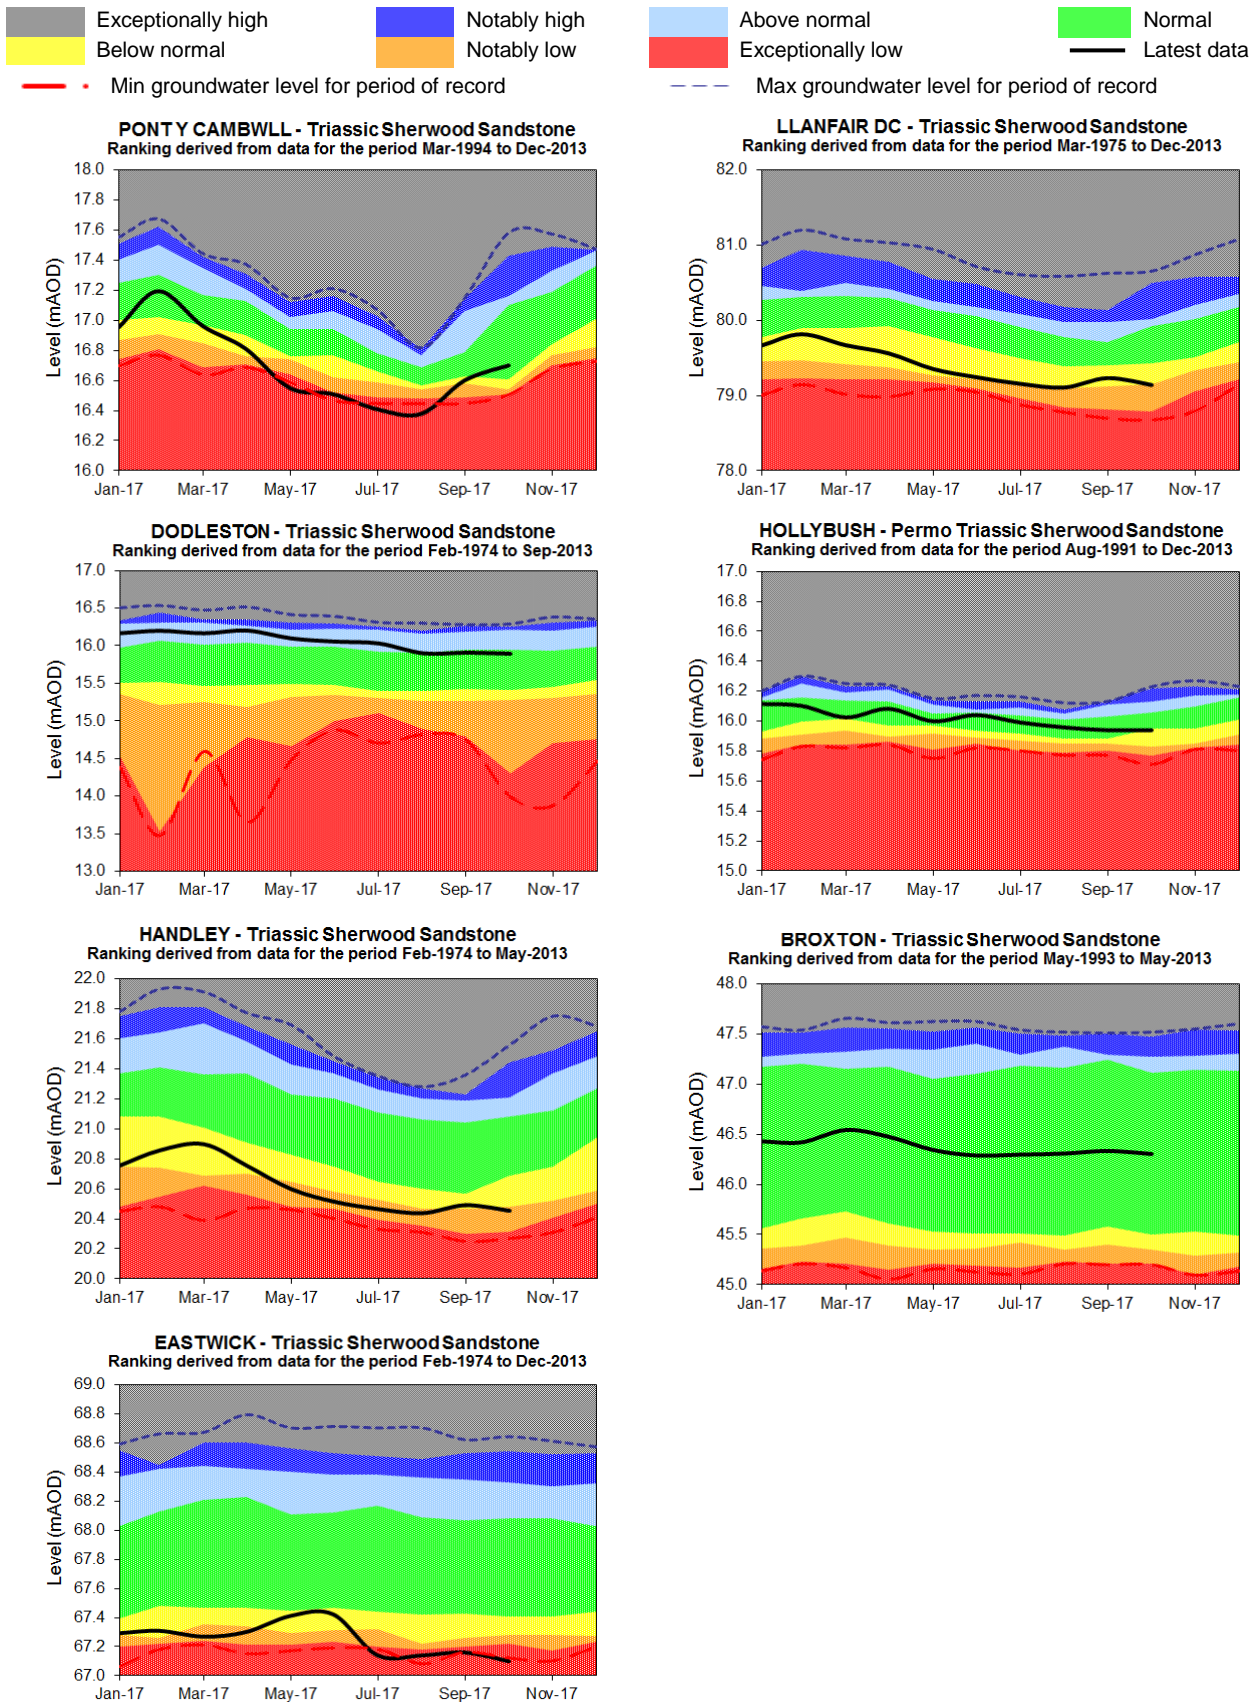 Exceptionally high Notably high Above normal Normal
Below normal Notably low Exceptionally low Latest data
Min groundwater level for period of record Max groundwater level for period of record
PONT Y CAMBWLL - Triassic Sherwood Sandstone
Ranking derived from data for the period Mar-1994 to Dec-2013
Level (mAOD)
18.0
17.8
17.6
17.4
17.2
17.0
16.8
16.6
16.4
16.2
16.0
Jan-17 Mar-17 May-17 Jul-17 Sep-17 Nov-17
LLANFAIR DC - Triassic Sherwood Sandstone
Ranking derived from data for the period Mar-1975 to Dec-2013
Level (mAOD)
82.0
81.0
80.0
79.0
78.0
Jan-17 Mar-17 May-17 Jul-17 Sep-17 Nov-17
DODLESTON - Triassic Sherwood Sandstone
Ranking derived from data for the period Feb-1974 to Sep-2013
Level (mAOD)
17.0
16.5
16.0
15.5
15.0
14.5
14.0
13.5
13.0
Jan-17 Mar-17 May-17 Jul-17 Sep-17 Nov-17
HOLLYBUSH - Permo Triassic Sherwood Sandstone
Ranking derived from data for the period Aug-1991 to Dec-2013
Level (mAOD)
17.0
16.8
16.6
16.4
16.2
16.0
15.8
15.6
15.4
15.2
15.0
Jan-17 Mar-17 May-17 Jul-17 Sep-17 Nov-17
HANDLEY - Triassic Sherwood Sandstone
Ranking derived from data for the period Feb-1974 to May-2013
Level (mAOD)
22.0
21.8
21.6
21.4
21.2
21.0
20.8
20.6
20.4
20.2
20.0
Jan-17 Mar-17 May-17 Jul-17 Sep-17 Nov-17
BROXTON - Triassic Sherwood Sandstone
Ranking derived from data for the period May-1993 to May-2013
Level (mAOD)
48.0
47.5
47.0
46.5
46.0
45.5
45.0
Jan-17 Mar-17 May-17 Jul-17 Sep-17 Nov-17
EASTWICK - Triassic Sherwood Sandstone
Ranking derived from data for the period Feb-1974 to Dec-2013
Level (mAOD)
69.0
68.8
68.6
68.4
68.2
68.0
67.8
67.6
67.4
67.2
67.0
Jan-17 Mar-17 May-17 Jul-17 Sep-17 Nov-17